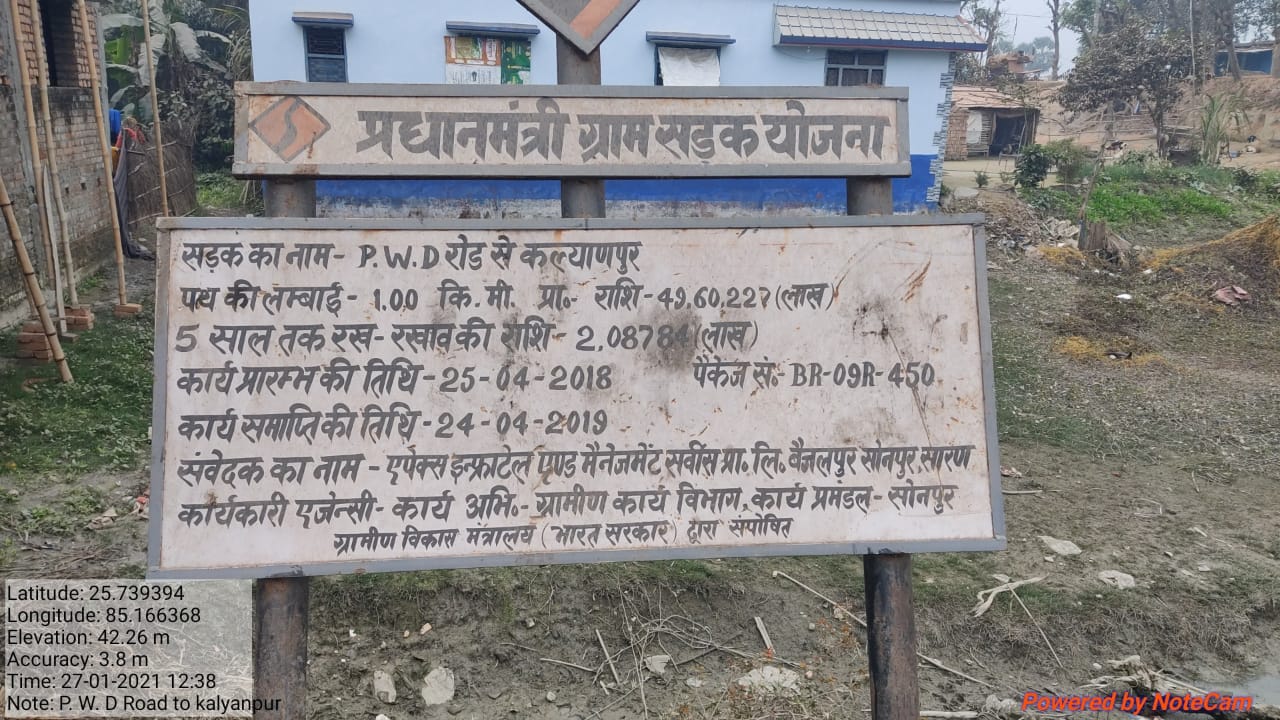 प्रधानमंत्री ग्राम सड़क योजना
सड़क का नाम - P.W.D रोड से कल्याणपुर
पथ की लम्बाई - 1.00 कि. मी. प्रा॰ राशि - 49,60,227 (लाख)
5 साल तक रख - रखाव की राशि - 2,08784 (लाख)
कार्य प्रारम्भ की तिथि - 25-04-2018 पैकेज सं॰- BR-09R-450
कार्य समाप्ति की तिथि - 24-04-2019
संवेदक का नाम - एपेक्स इन्फ्राटेल एण्ड मैनेजमेंट सर्वीस प्रा. लि. बैजलपुर सोनपुर, सारण
कार्यकारी एजेन्सी - कार्य अभि॰- ग्रामीण कार्य विभाग, कार्य प्रमंडल - सोनपुर
ग्रामीण विकास मंत्रालय (भारत सरकार) द्वारा संपोषित
Latitude: 25.739394
Longitude: 85.166368
Elevation: 42.26 m
Accuracy: 3.8 m
Time: 27-01-2021 12:38
Note: P. W. D Road to kalyanpur
Powered by NoteCam